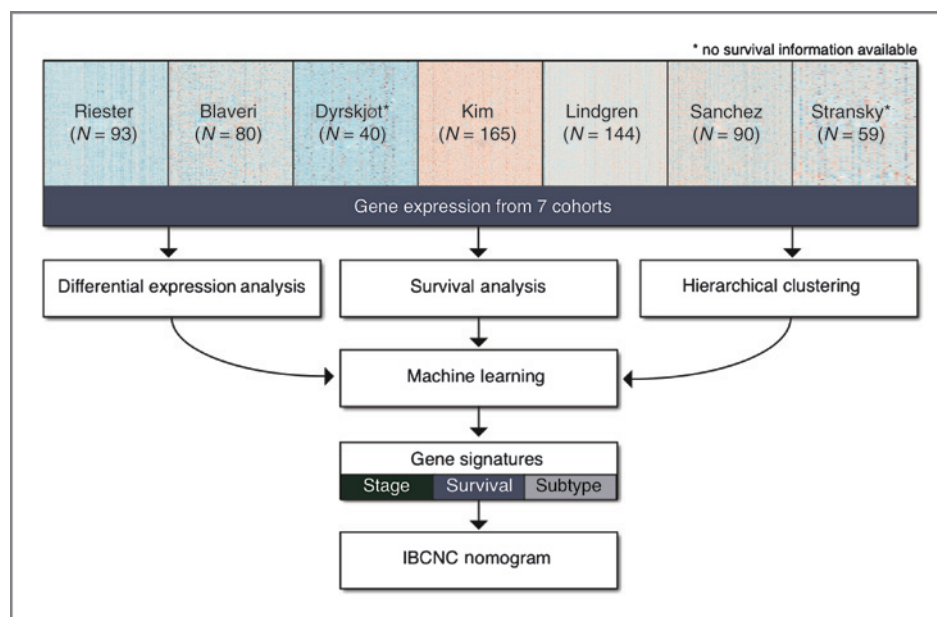 * no survival information available
Riester Blaveri Dyrskjøt* Kim Lindgren Sanchez Stransky*
(N = 93) (N = 80) (N = 40) (N = 165) (N = 144) (N = 90) (N = 59)
Gene expression from 7 cohorts
Differential expression analysis Survival analysis Hierarchical clustering
Machine learning
Gene signatures
Stage Survival Subtype
IBCNC nomogram